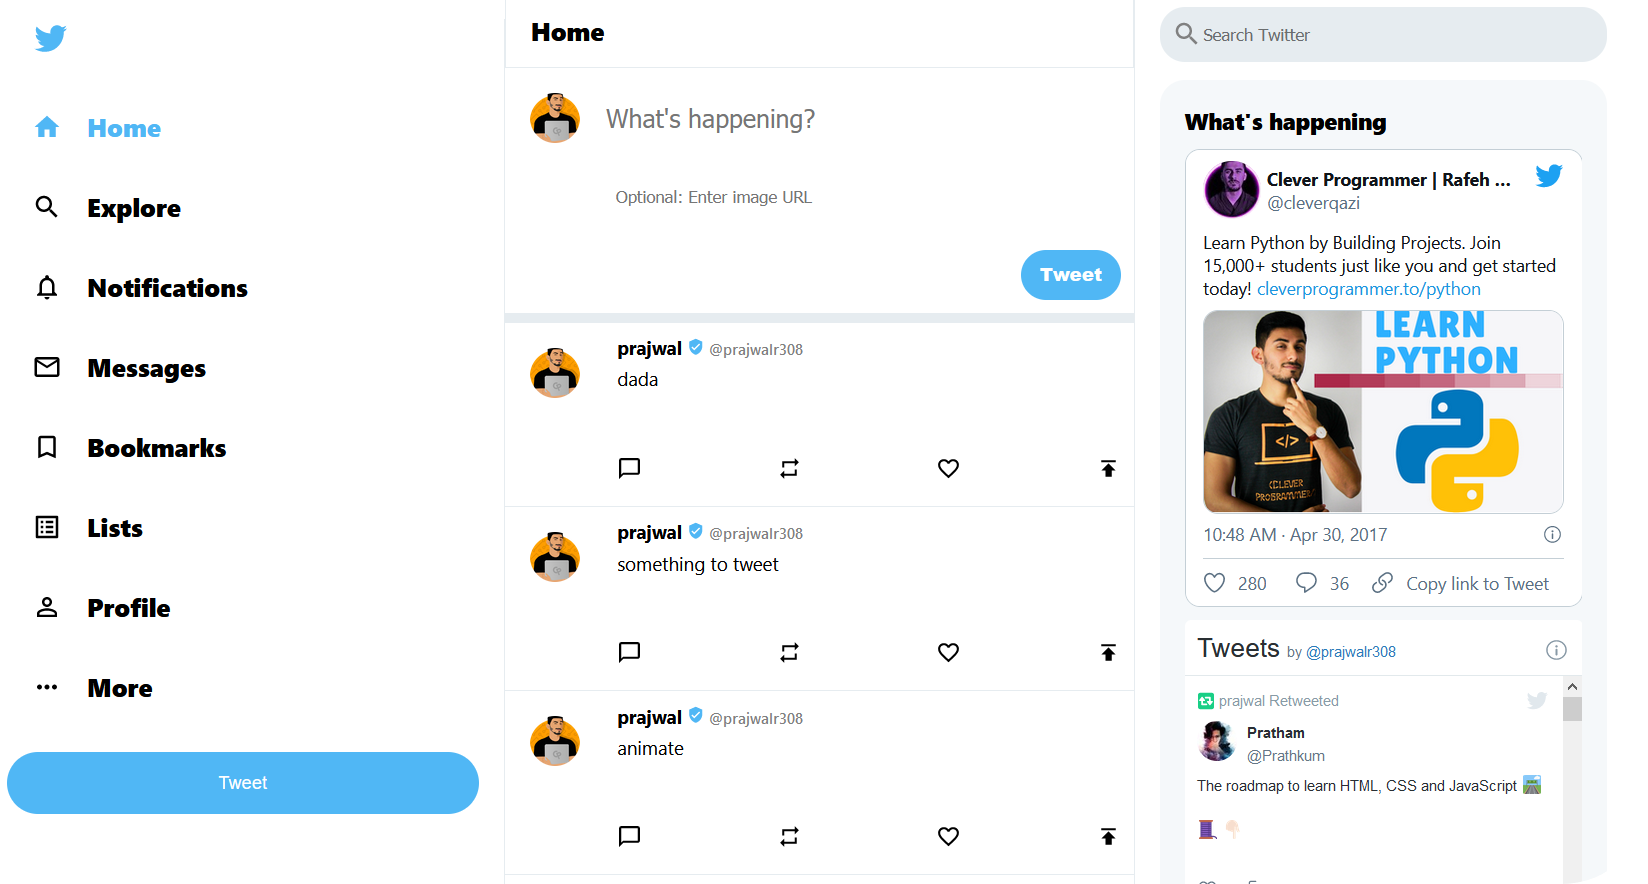 Home
Explore
Notifications
Messages
Bookmarks
Lists
Profile
More
Tweet
Home
What's happening?
Optional: Enter image URL
Tweet
prajwal @prajwalr308
dada
prajwal @prajwalr308
something to tweet
prajwal @prajwalr308
animate
Search Twitter
What's happening
Clever Programmer | Rafeh ...
@cleverqazi
Learn Python by Building Projects. Join
15,000+ students just like you and get started
today! cleverprogrammer.to/python
LEARN
PYTHON
</>
<CLEVER
PROGRAMMER>
10:48 AM · Apr 30, 2017
280 36 Copy link to Tweet
Tweets by @prajwalr308
prajwal Retweeted
Pratham
@Prathkum
The roadmap to learn HTML, CSS and JavaScript